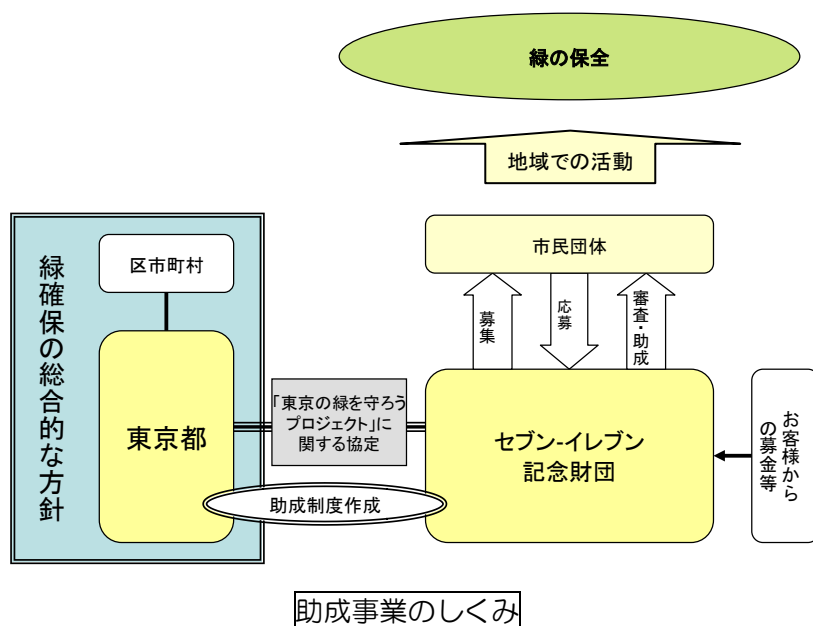 緑の保全
地域での活動
市民団体
募集
応募
審査・助成
緑確保の総合的な方針
区市町村
東京都
「東京の緑を守ろう
プロジェクト」に
関する協定
助成制度作成
セブン-イレブン
記念財団
お客様から
の募金等
助成事業のしくみ